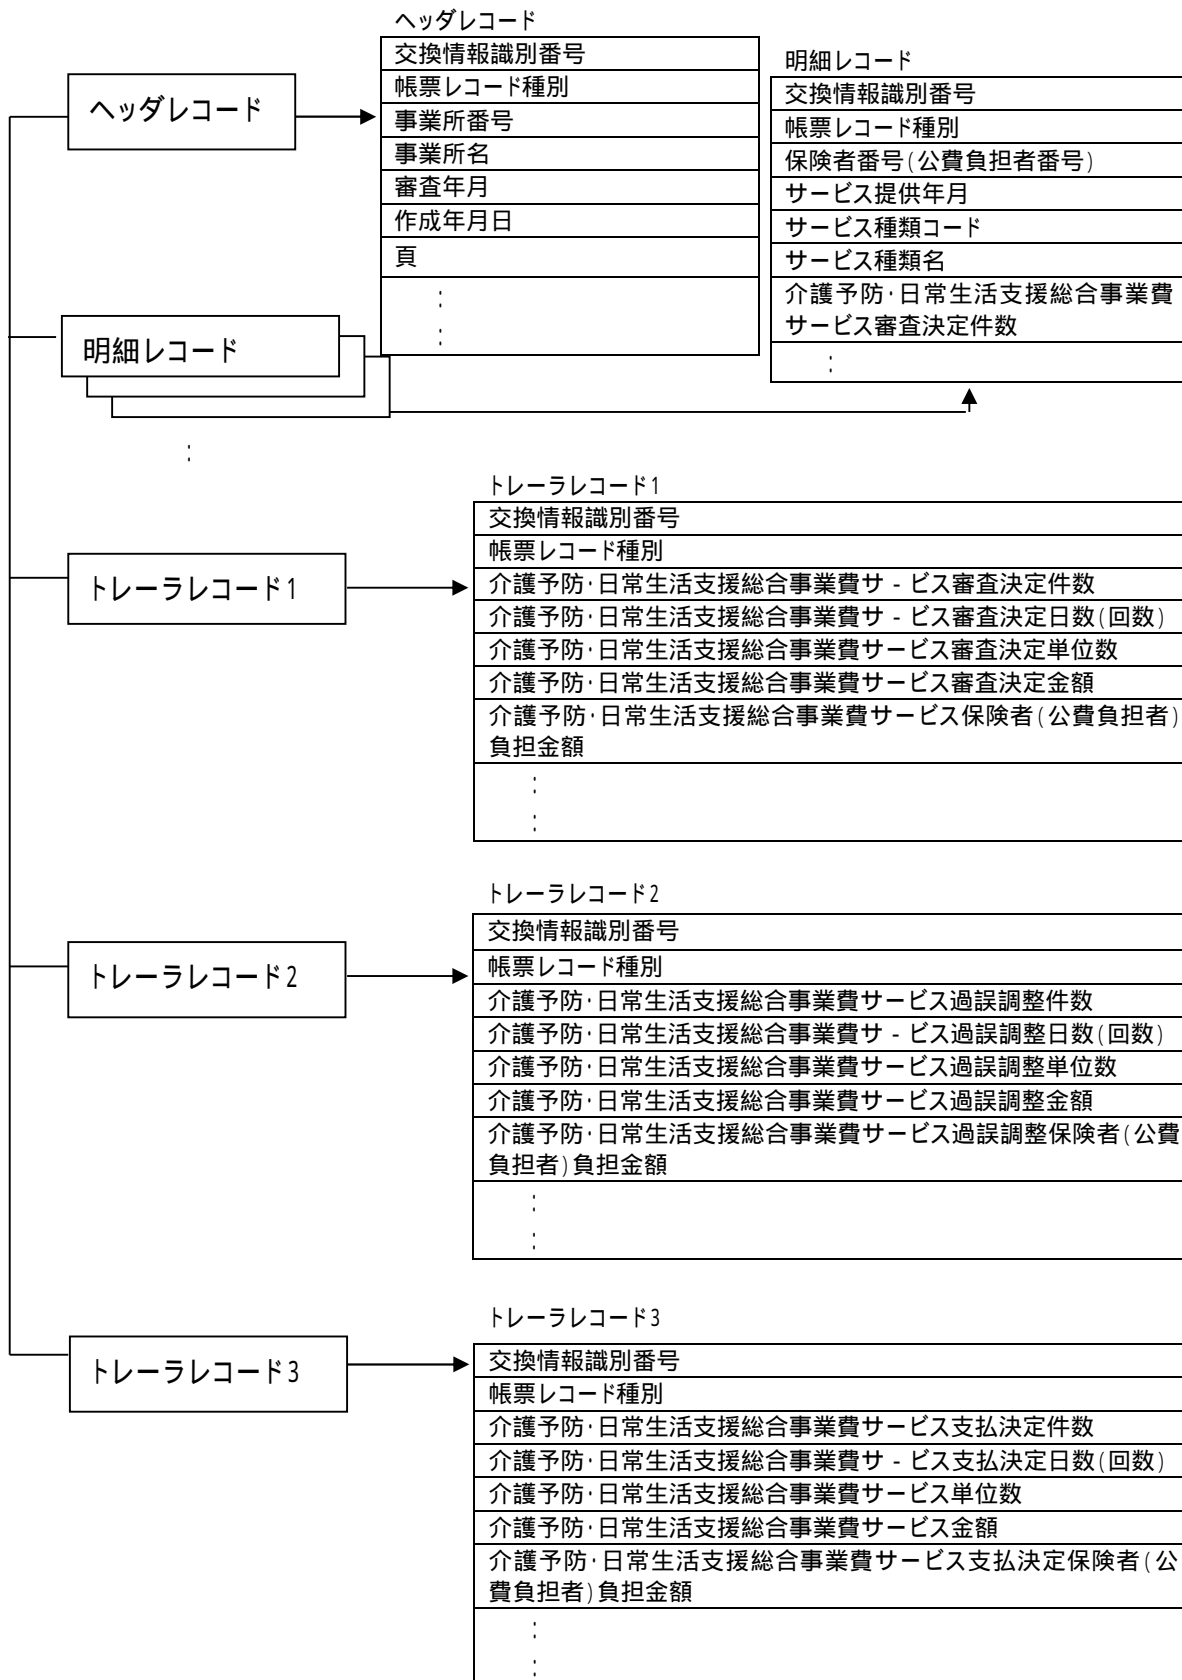 ヘッダレコード
ヘッダレコード
交換情報識別番号
帳票レコード種別
事業所番号
事業所名
審査年月
作成年月日
頁
:
:
明細レコード
:
明細レコード
交換情報識別番号
帳票レコード種別
保険者番号(公費負担者番号)
サービス提供年月
サービス種類コード
サービス種類名
介護予防・日常生活支援総合事業費
サービス審査決定件数
:
トレーラレコード1
トレーラレコード1
交換情報識別番号
帳票レコード種別
介護予防・日常生活支援総合事業費サ‐ビス審査決定件数
介護予防・日常生活支援総合事業費サ‐ビス審査決定日数(回数)
介護予防・日常生活支援総合事業費サービス審査決定単位数
介護予防・日常生活支援総合事業費サービス審査決定金額
介護予防・日常生活支援総合事業費サービス保険者(公費負担者)
負担金額
:
:
トレーラレコード2
トレーラレコード2
交換情報識別番号
帳票レコード種別
介護予防・日常生活支援総合事業費サービス過誤調整件数
介護予防・日常生活支援総合事業費サ‐ビス過誤調整日数(回数)
介護予防・日常生活支援総合事業費サービス過誤調整単位数
介護予防・日常生活支援総合事業費サービス過誤調整金額
介護予防・日常生活支援総合事業費サービス過誤調整保険者(公費
負担者)負担金額
:
:
トレーラレコード3
トレーラレコード3
交換情報識別番号
帳票レコード種別
介護予防・日常生活支援総合事業費サービス支払決定件数
介護予防・日常生活支援総合事業費サ‐ビス支払決定日数(回数)
介護予防・日常生活支援総合事業費サービス単位数
介護予防・日常生活支援総合事業費サービス金額
介護予防・日常生活支援総合事業費サービス支払決定保険者(公
費負担者)負担金額
:
: